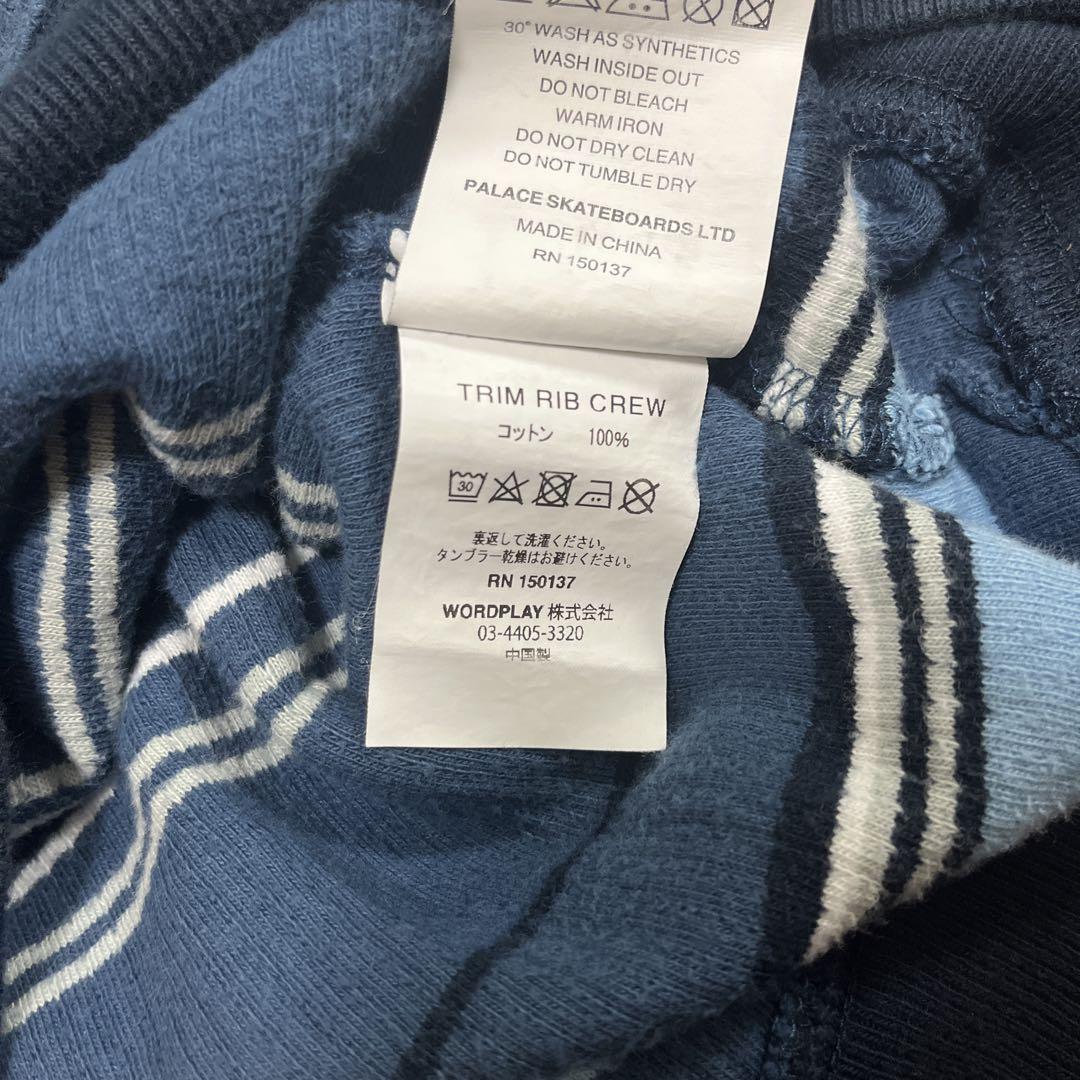 30° WASH AS SYNTHETICS
WASH INSIDE OUT
DO NOT BLEACH
WARM IRON
DO NOT DRY CLEAN
DO NOT TUMBLE DRY
PALACE SKATEBOARDS LTD
MADE IN CHINA
RN 150137
TRIM RIB CREW
コットン 100%
30
裏返して洗濯ください。
タンブラー乾燥はお避けください。
RN 150137
WORDPLAY 株式会社
03-4405-3320
中国製